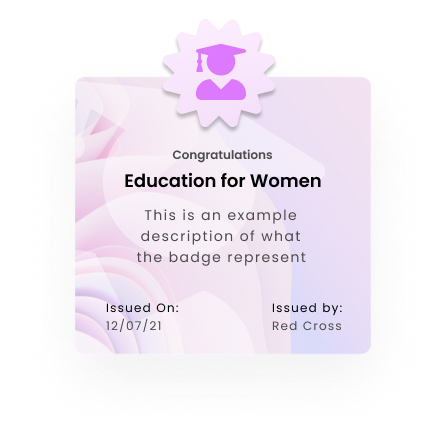 Congratulations
Education for Women
This is an example
description of what
the badge represent
Issued On:
12/07/21
Issued by:
Red Cross